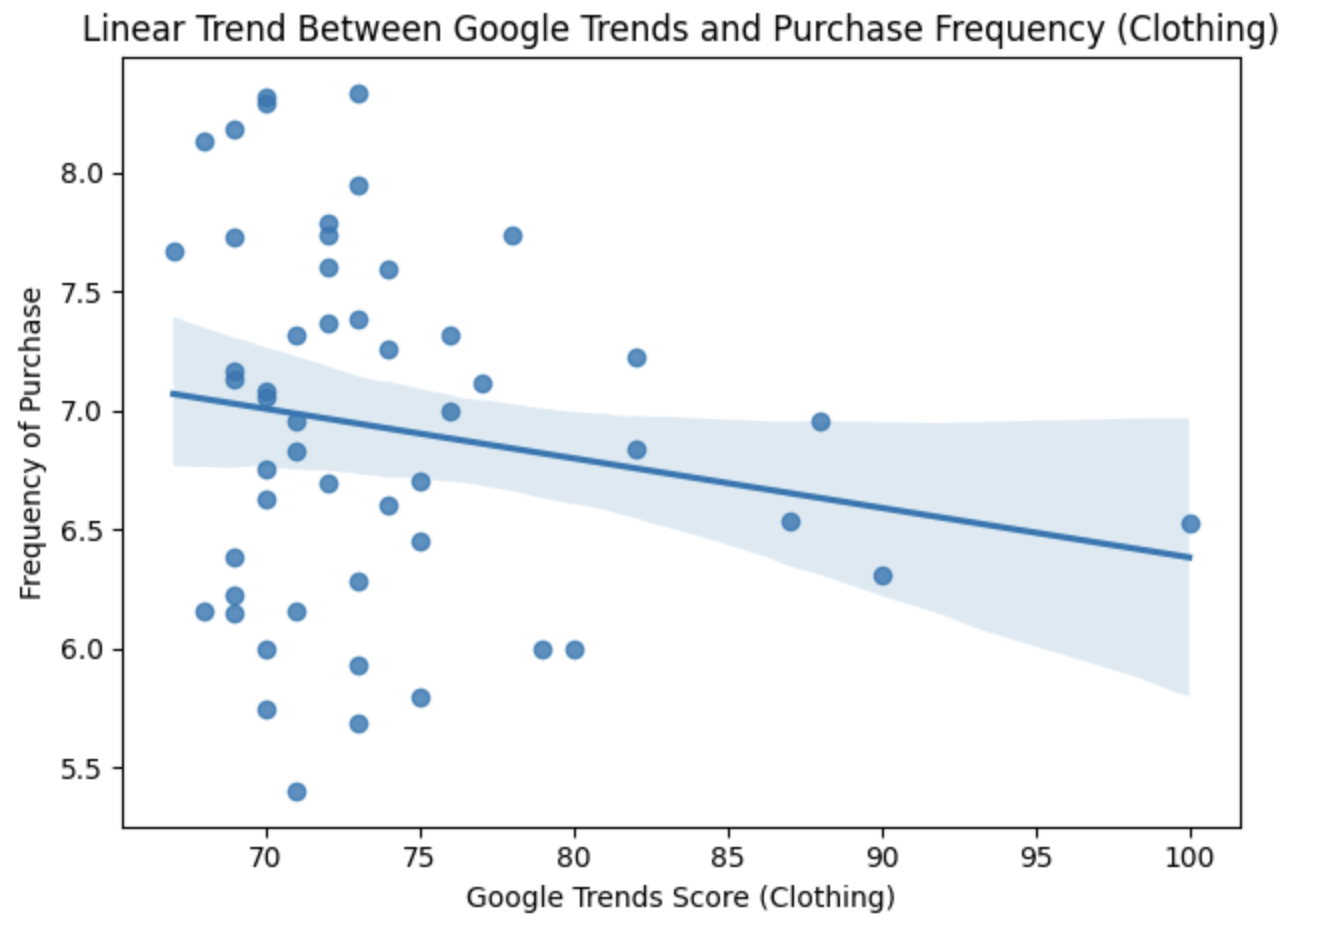 Linear Trend Between Google Trends and Purchase Frequency (Clothing)
8.0
7.5
7.0
6.5
6.0
5.5
Frequency of Purchase
70 75 80 85 90 95 100
Google Trends Score (Clothing)